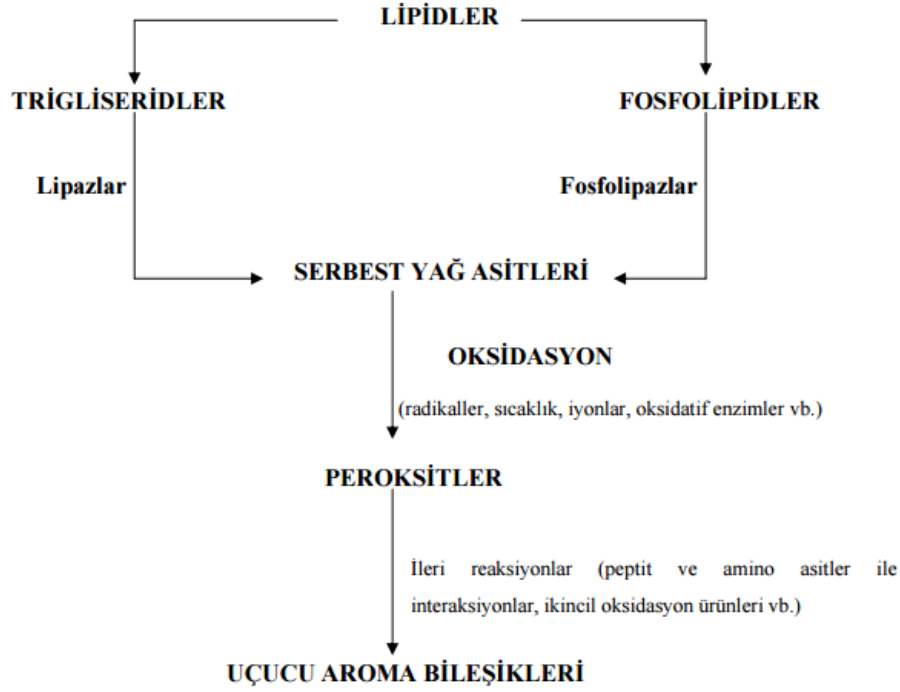 LİPİDLER
TRİGLİSERİDLER
FOSFOLİPİDLER
Lipazlar
Fosfolipazlar
SERBEST YAĞ ASİTLERİ
OKSİDASYON
(radikaller, sıcaklık, iyonlar, oksidatif enzimler vb.)
PEROKSİTLER
İleri reaksiyonlar (peptit ve amino asitler ile
interaksiyonlar, ikincil oksidasyon ürünleri vb.)
UÇUCU AROMA BİLEŞİKLERİ